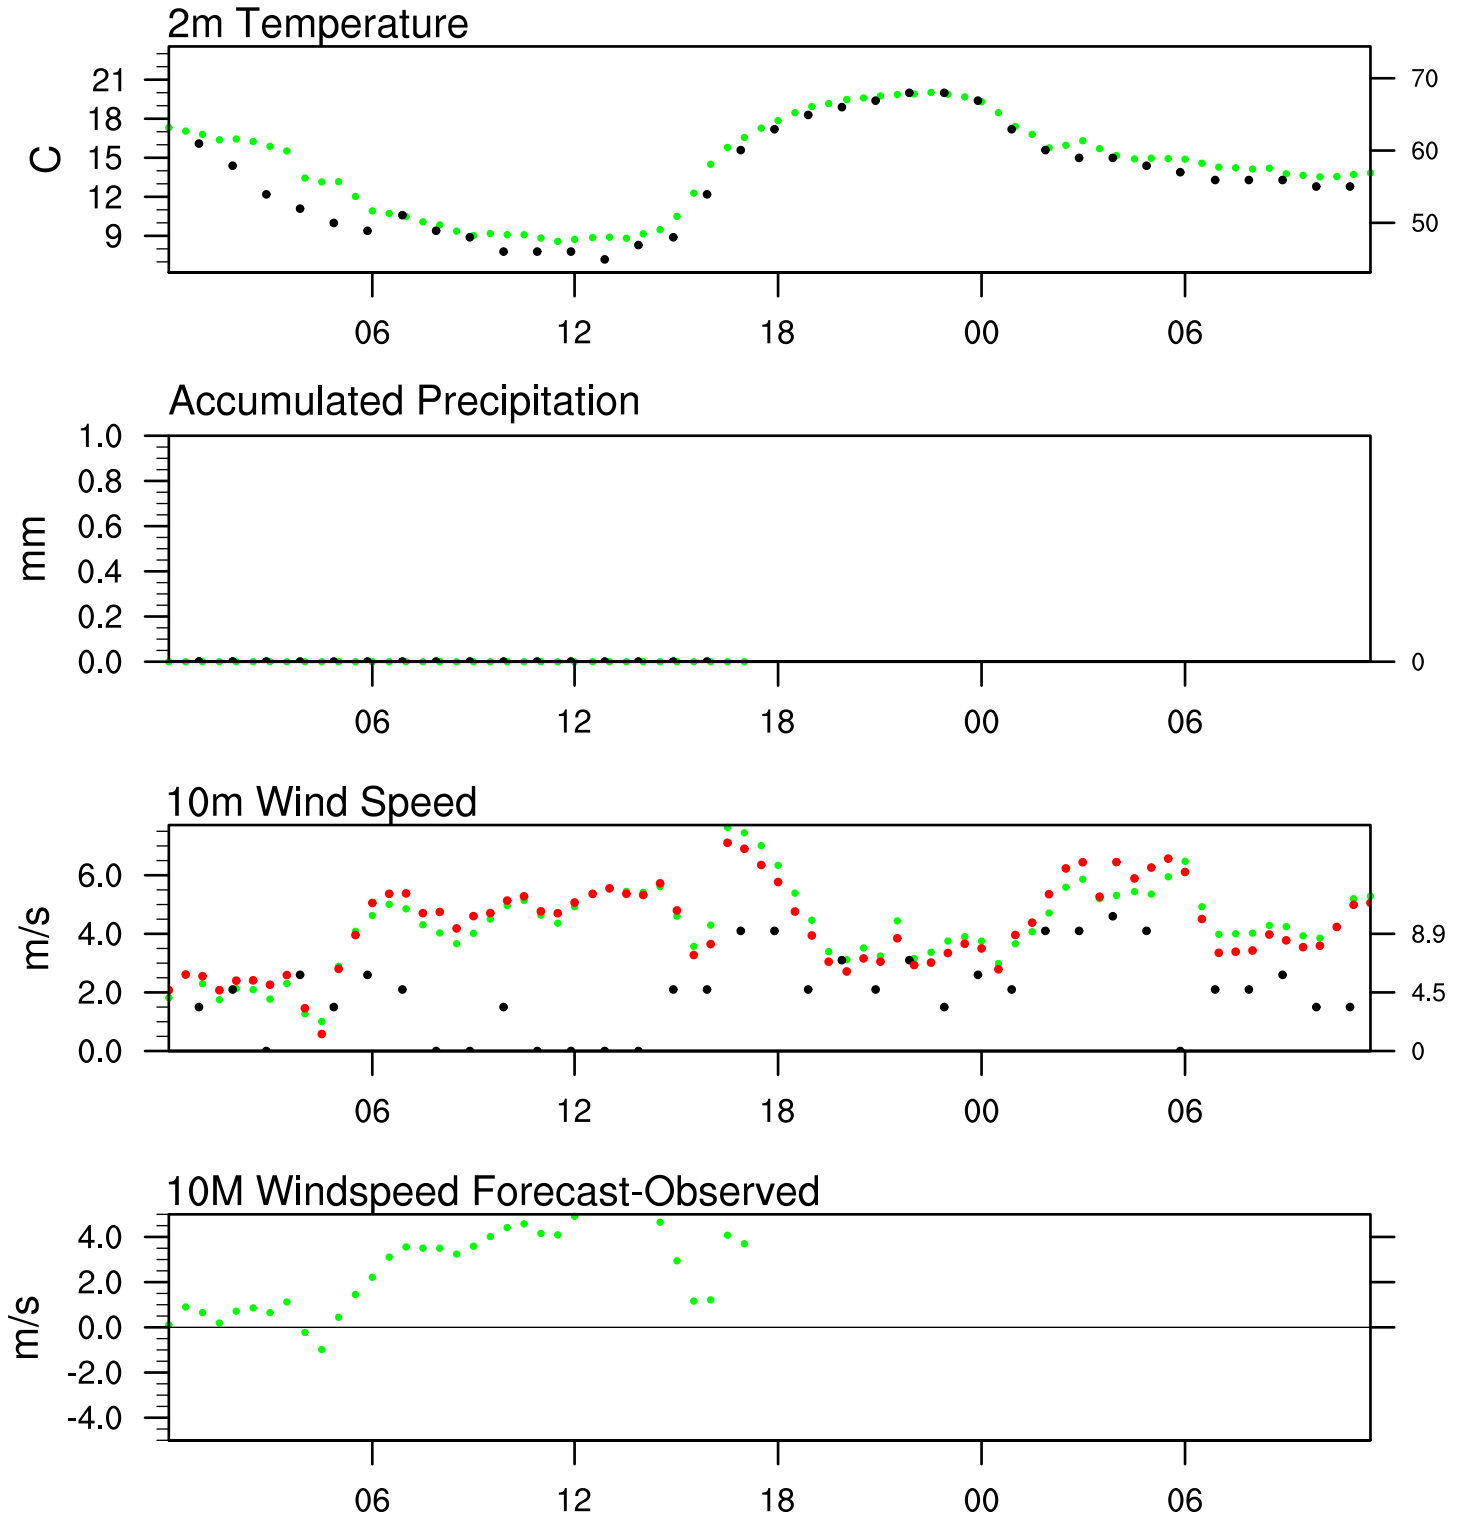 2m Temperature
21
18
15
12
9
C
70
60
50
06 12 18 00 06
Accumulated Precipitation
1.0
0.8
0.6
0.4
0.2
0.0
mm
0
06 12 18 00 06
10m Wind Speed
6.0
4.0
2.0
0.0
m/s
8.9
4.5
0
06 12 18 00 06
10M Windspeed Forecast-Observed
4.0
2.0
0.0
-2.0
-4.0
m/s
06 12 18 00 06